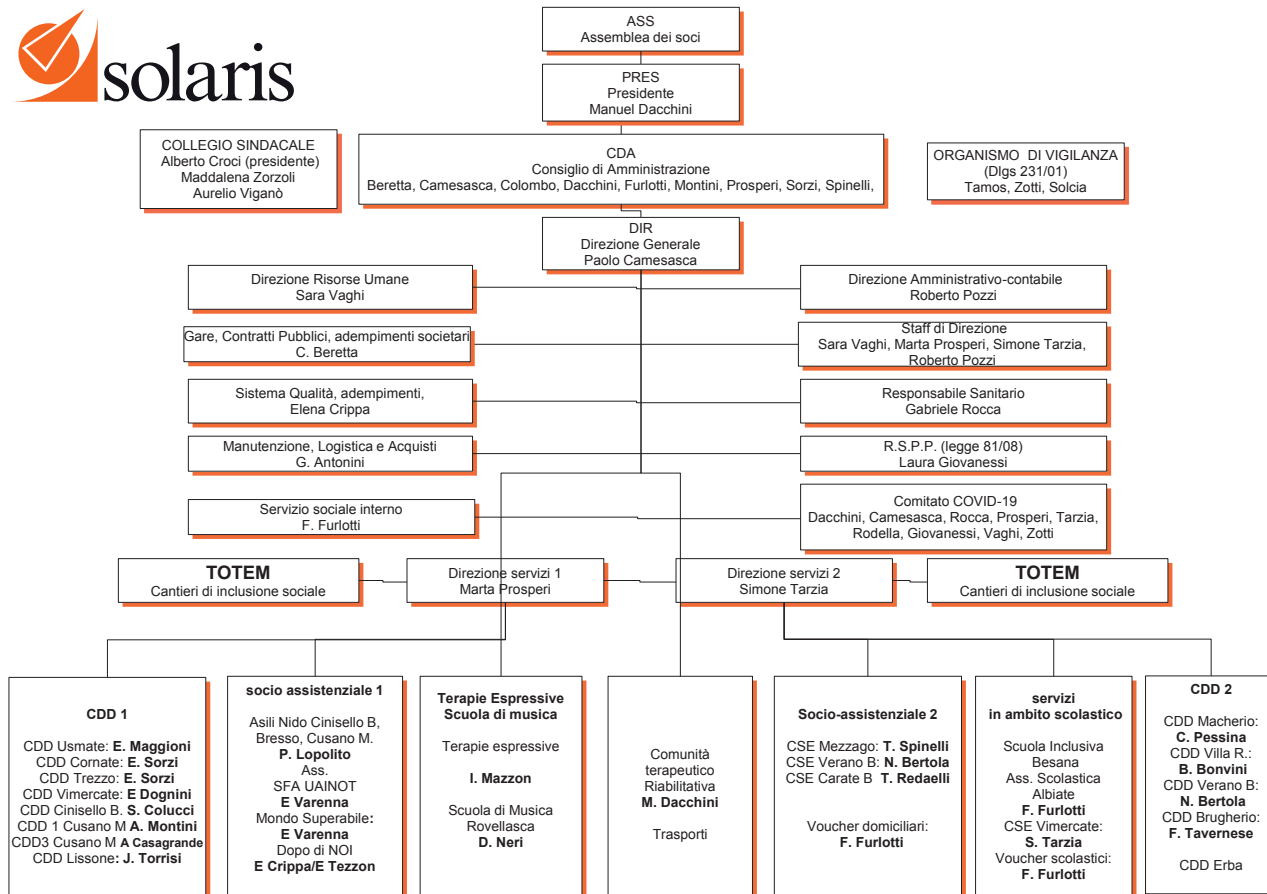 solaris
ASS
Assemblea dei soci
PRES
Presidente
Manuel Dacchini
COLLEGIO SINDACALE
Alberto Croci (presidente)
Maddalena Zorzoli
Aurelio Viganò
CDA
Consiglio di Amministrazione
Beretta, Camesasca, Colombo, Dacchini, Furlotti, Montini, Prosperi, Sorzi, Spinelli,
ORGANISMO DI VIGILANZA
(Dlgs 231/01)
Tamos, Zotti, Solcia
DIR
Direzione Generale
Paolo Camesasca
Direzione Risorse Umane
Sara Vaghi
Direzione Amministrativo-contabile
Roberto Pozzi
Gare, Contratti Pubblici, adempimenti societari
C. Beretta
Staff di Direzione
Sara Vaghi, Marta Prosperi, Simone Tarzia,
Roberto Pozzi
Sistema Qualità, adempimenti,
Elena Crippa
Responsabile Sanitario
Gabriele Rocca
Manutenzione, Logistica e Acquisti
G. Antonini
R.S.P.P. (legge 81/08)
Laura Giovanessi
Servizio sociale interno
F. Furlotti
Comitato COVID-19
Dacchini, Camesasca, Rocca, Prosperi, Tarzia,
Rodella, Giovanessi, Vaghi, Zotti
TOTEM
Cantieri di inclusione sociale
Direzione servizi 1
Marta Prosperi
Direzione servizi 2
Simone Tarzia
TOTEM
Cantieri di inclusione sociale
CDD 1
CDD Usmate: E. Maggioni
CDD Cornate: E. Sorzi
CDD Trezzo: E. Sorzi
CDD Vimercate: E Dognini
CDD Cinisello B. S. Colucci
CDD 1 Cusano M A. Montini
CDD3 Cusano M A Casagrande
CDD Lissone: J. Torrisi
socio assistenziale 1
Asili Nido Cinisello B,
Bresso, Cusano M.
P. Lopolito
Ass.
SFA UAINOT
E Varenna
Mondo Superabile:
E Varenna
Dopo di NOI
E Crippa/E Tezzon
Terapie Espressive
Scuola di musica
Terapie espressive
I. Mazzon
Scuola di Musica
Rovellasca
D. Neri
Comunità
terapeutico
Riabilitativa
M. Dacchini
Trasporti
Socio-assistenziale 2
CSE Mezzago: T. Spinelli
CSE Verano B: N. Bertola
CSE Carate B T. Redaelli
Voucher domiciliari:
F. Furlotti
servizi
in ambito scolastico
Scuola Inclusiva
Besana
Ass. Scolastica
Albiate
F. Furlotti
CSE Vimercate:
S. Tarzia
Voucher scolastici:
F. Furlotti
CDD 2
CDD Macherio:
C. Pessina
CDD Villa R.:
B. Bonvini
CDD Verano B:
N. Bertola
CDD Brugherio:
F. Tavernese
CDD Erba